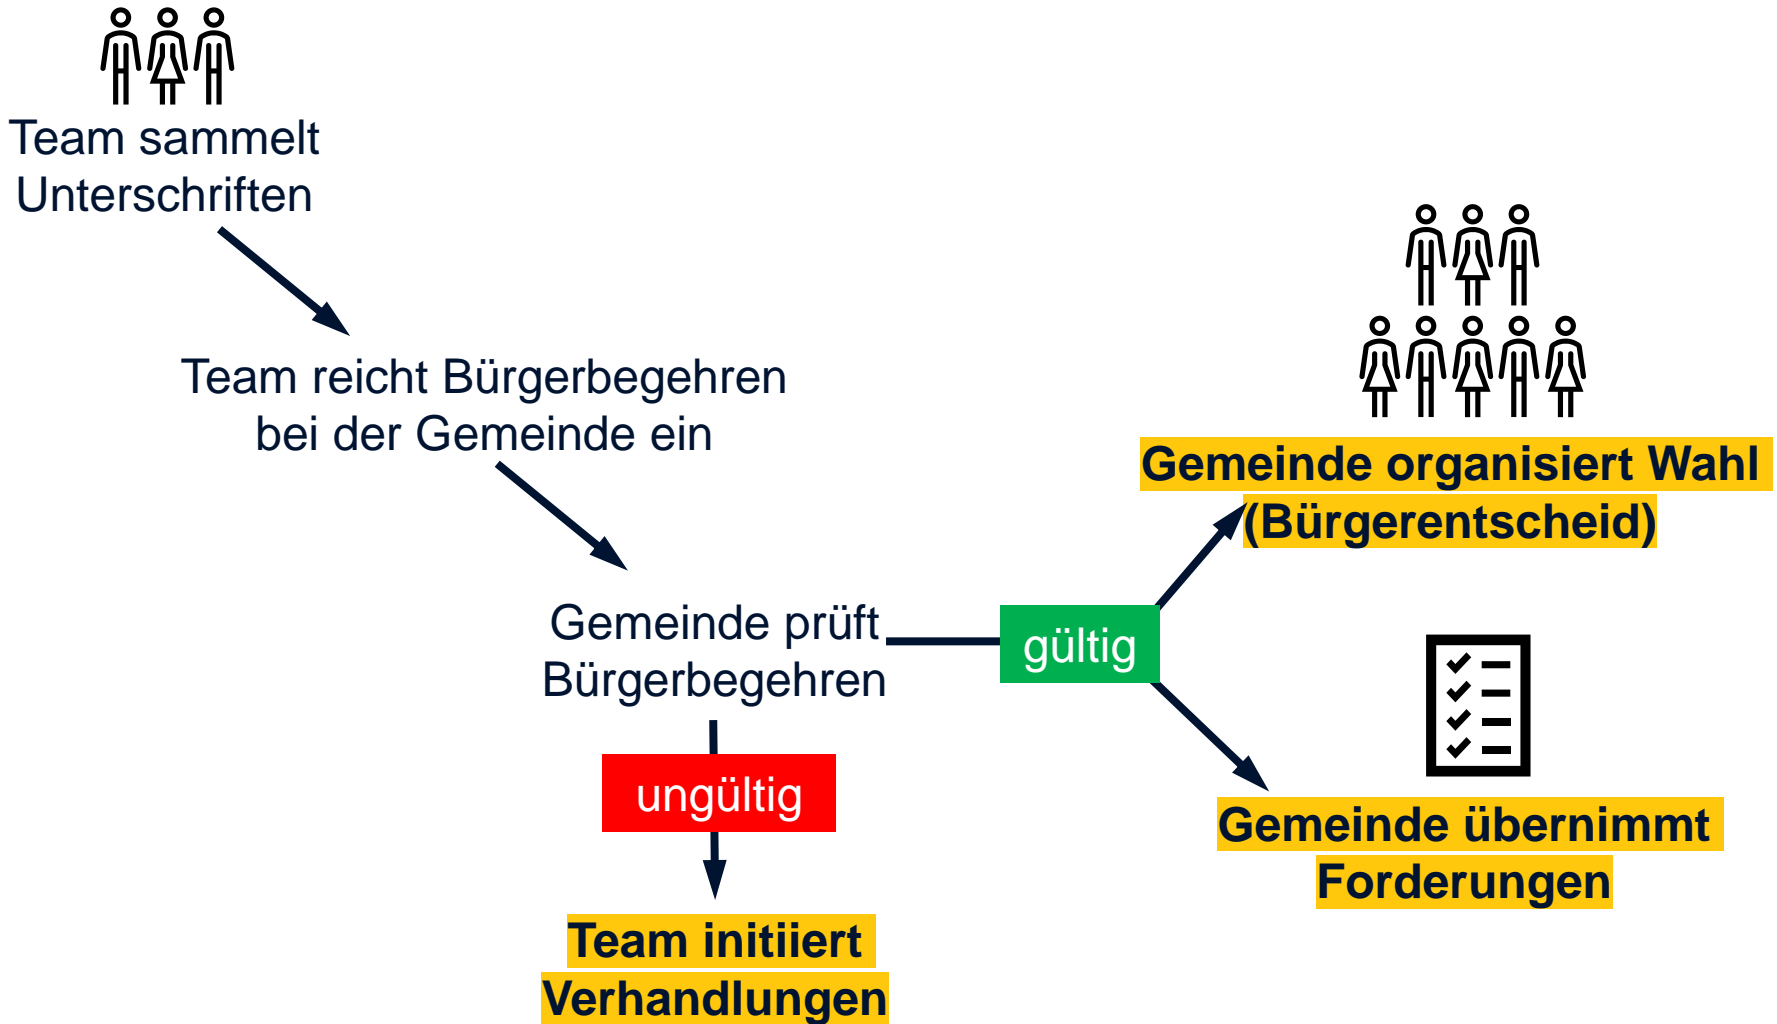 Team sammelt
Unterschriften
Team reicht Bürgerbegehren
bei der Gemeinde ein
Gemeinde prüft
Bürgerbegehren
gültig
Gemeinde organisiert Wahl
(Bürgerentscheid)
Gemeinde übernimmt
Forderungen
ungültig
Team initiiert
Verhandlungen